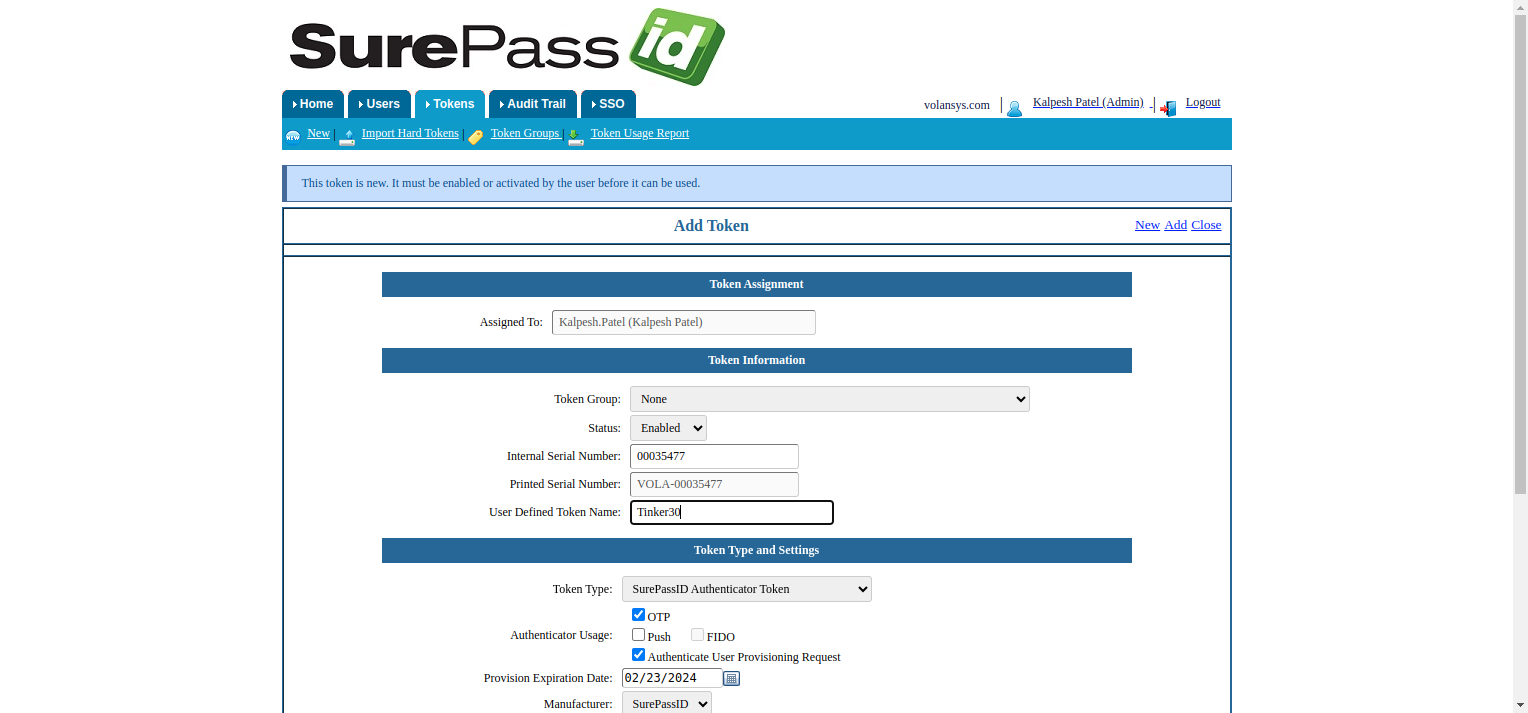 SurePass id
Home Users Tokens Audit Trail SSO volansys.com | Kalpesh Patel (Admin) - | Logout
New | Import Hard Tokens | Token Groups | Token Usage Report
This token is new. It must be enabled or activated by the user before it can be used.
Add Token New Add Close
Token Assignment
Assigned To: Kalpesh.Patel (Kalpesh Patel)
Token Information
Token Group: None
Status: Enabled
Internal Serial Number: 00035477
Printed Serial Number: VOLA-00035477
User Defined Token Name: Tinker30
Token Type and Settings
Token Type: SurePassID Authenticator Token
OTP
Authenticator Usage: Push FIDO
Authenticate User Provisioning Request
Provision Expiration Date: 02/23/2024
Manufacturer: SurePassID